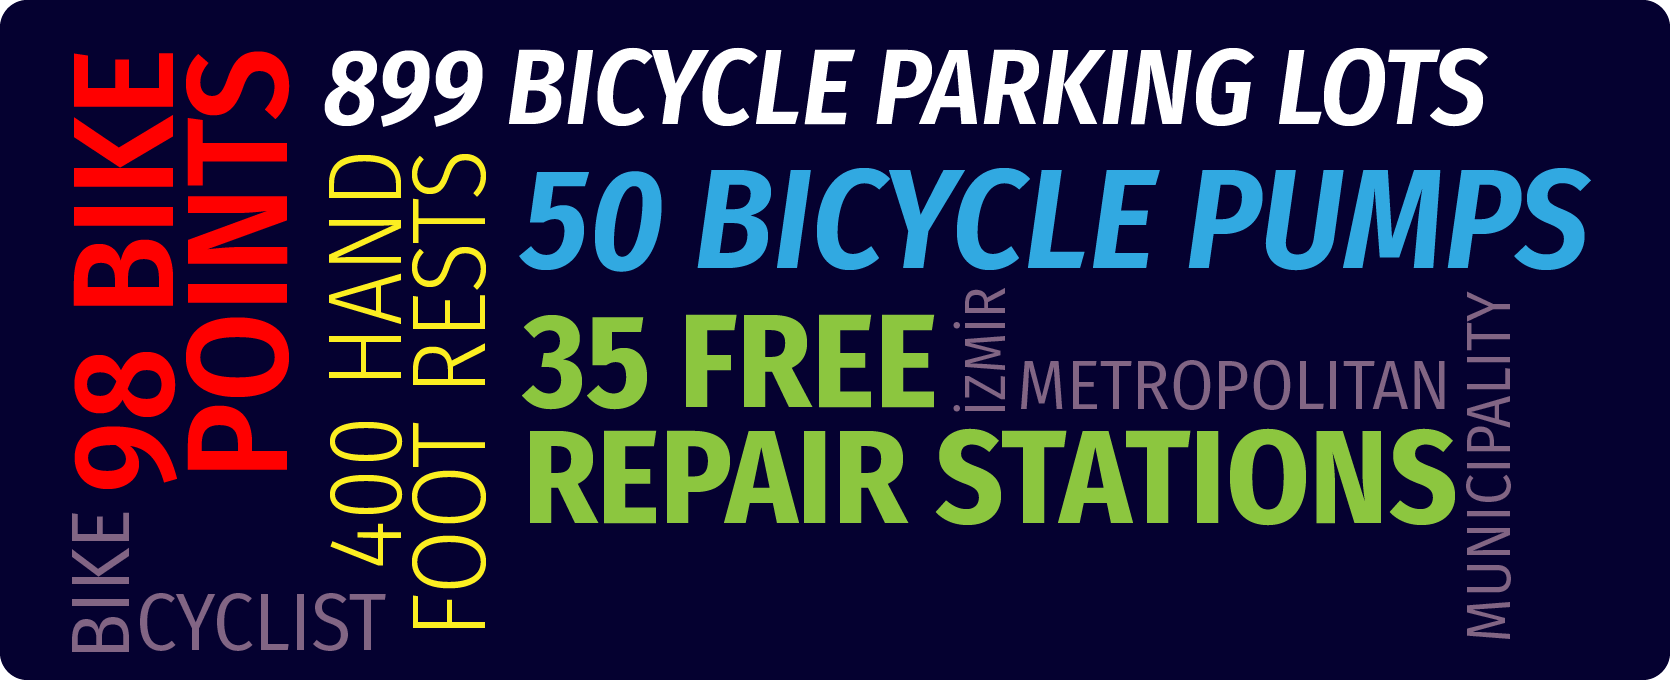 98 BIKE
POINTS
899 BICYCLE PARKING LOTS
400 HAND
FOOT RESTS
50 BICYCLE PUMPS
35 FREE
REPAIR STATIONS
İZMİR
METROPOLITAN
MUNICIPALITY
BIKE
CYCLIST